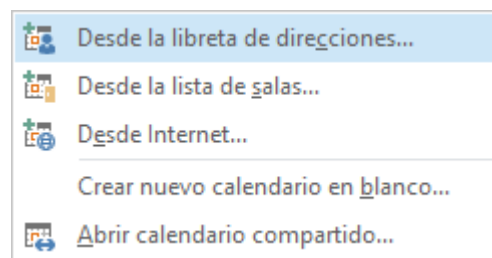 Desde la libreta de direcciones...
Desde la lista de salas...
Desde Internet...
Crear nuevo calendario en blanco...
Abrir calendario compartido...